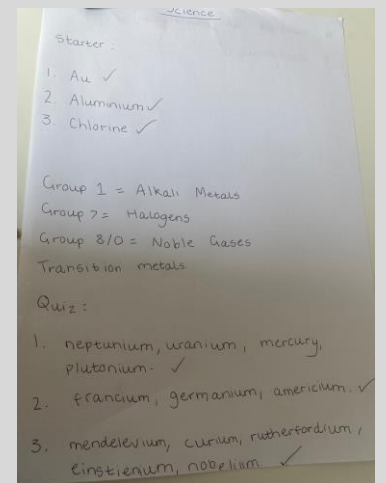 Science
Starter :
1. Au ✓
2. Aluminium ✓
3. Chlorine ✓
Group 1 = Alkali Metals
Group 7 = Halogens
Group 8/0 = Noble Gases
Transition metals
Quiz :
1. neptunium, uranium, mercury,
plutonium. ✓
2. francium, germanium, americium. ✓
3. mendelevium, curium, rutherfordium,
einstienium, nobelium. ✓